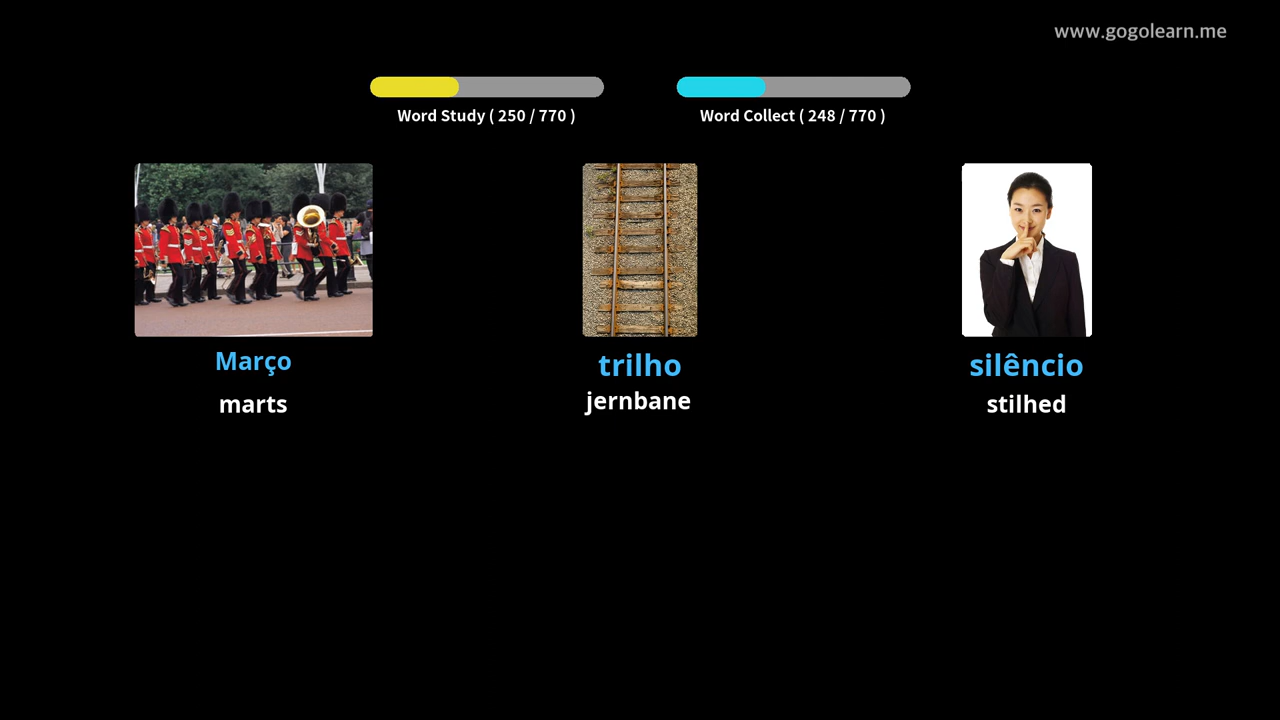 www.gogolearn.me
Word Study ( 250 / 770 )
Word Collect ( 248 / 770 )
Março
trilho
silêncio
marts
jernbane
stilhed